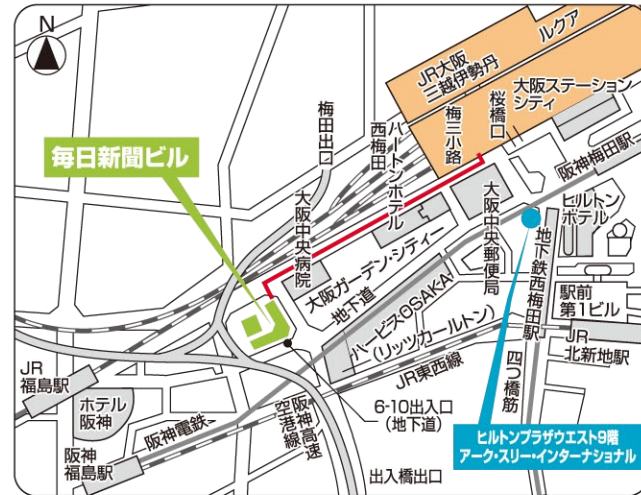 N
JR大阪
三越伊勢丹
ルクア
大阪ステーション
シティ
桜橋口
梅三小路
梅田出口
ハートンホテル
西梅田
毎日新聞ビル
阪神梅田駅
大阪中央病院
ヒルトン
ホテル
大阪中央郵便局
大阪ガーデン・シティー
地下道
地下鉄西梅田駅
駅前
第1ビル
ハービスOSAKA
(リッツカールトン)
JR
北新地駅
JR東西線
四つ橋筋
JR
福島駅
ホテル
阪神
6-10出入口
(地下道)
阪神電鉄
阪神高速
空港線
阪神
福島駅
出入橋出口
ヒルトンプラザウエスト9階
アーク・スリー・インターナショナル